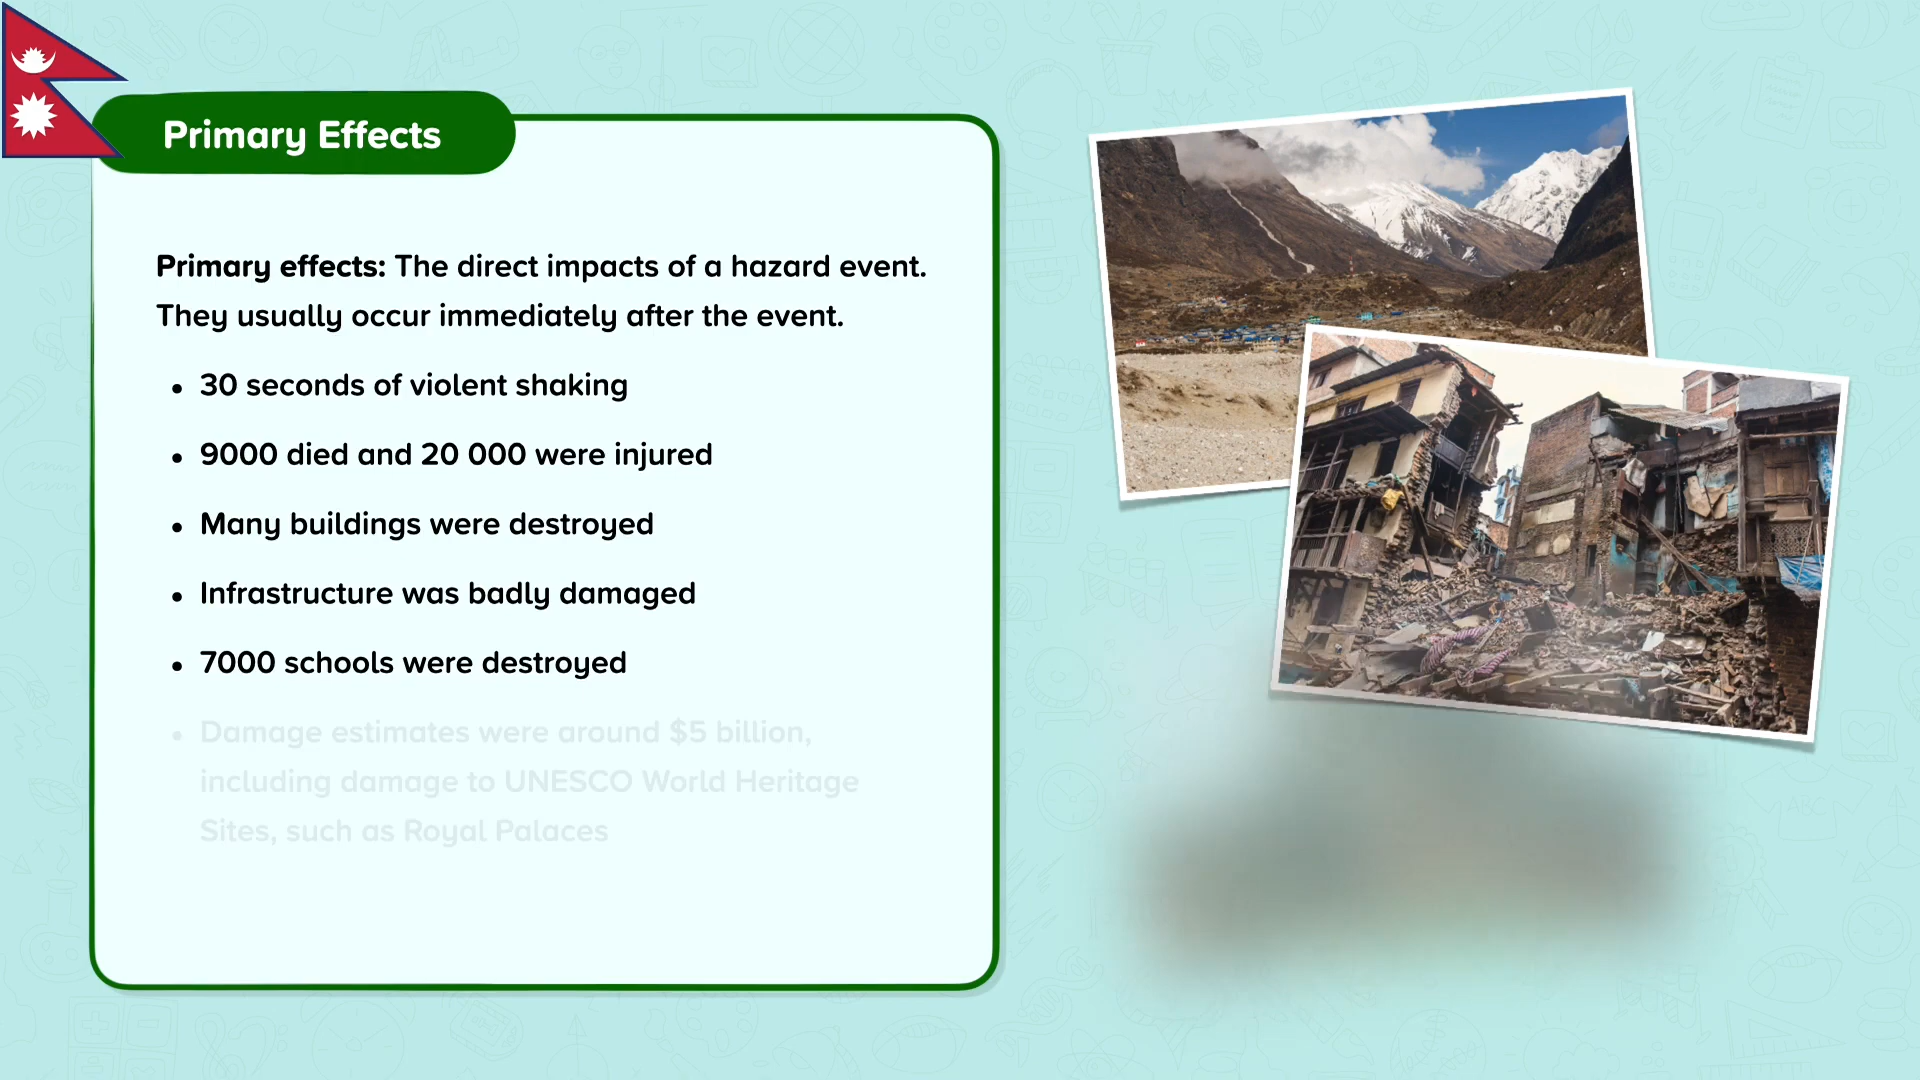 Primary Effects
Primary effects: The direct impacts of a hazard event.
They usually occur immediately after the event.
• 30 seconds of violent shaking
• 9000 died and 20 000 were injured
• Many buildings were destroyed
• Infrastructure was badly damaged
• 7000 schools were destroyed
• Damage estimates were around $5 billion,
including damage to UNESCO World Heritage
Sites, such as Royal Palaces